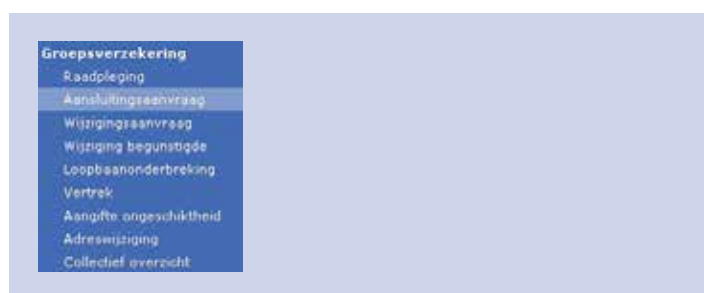 Groepsverzekering
Raadpleging
Aansluitingsaanvraag
Wijzigingsaanvraag
Wijziging begunstigde
Loopbaanonderbreking
Vertrek
Aangifte ongeschiktheid
Adreswijziging
Collectief overzicht